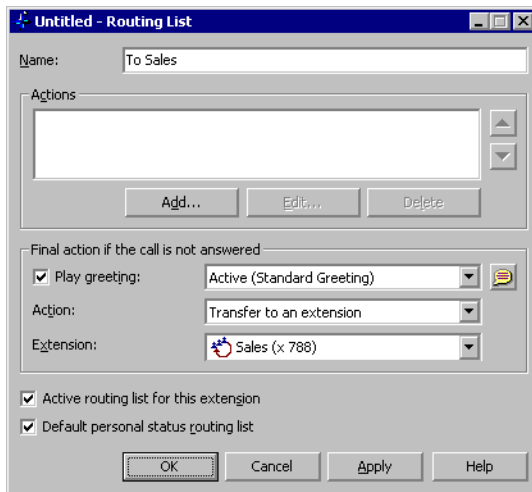 Untitled - Routing List
Name: To Sales
Actions
Add... Edit... Delete
Final action if the call is not answered
Play greeting: Active (Standard Greeting)
Action: Transfer to an extension
Extension: Sales (x 788)
Active routing list for this extension
Default personal status routing list
OK Cancel Apply Help